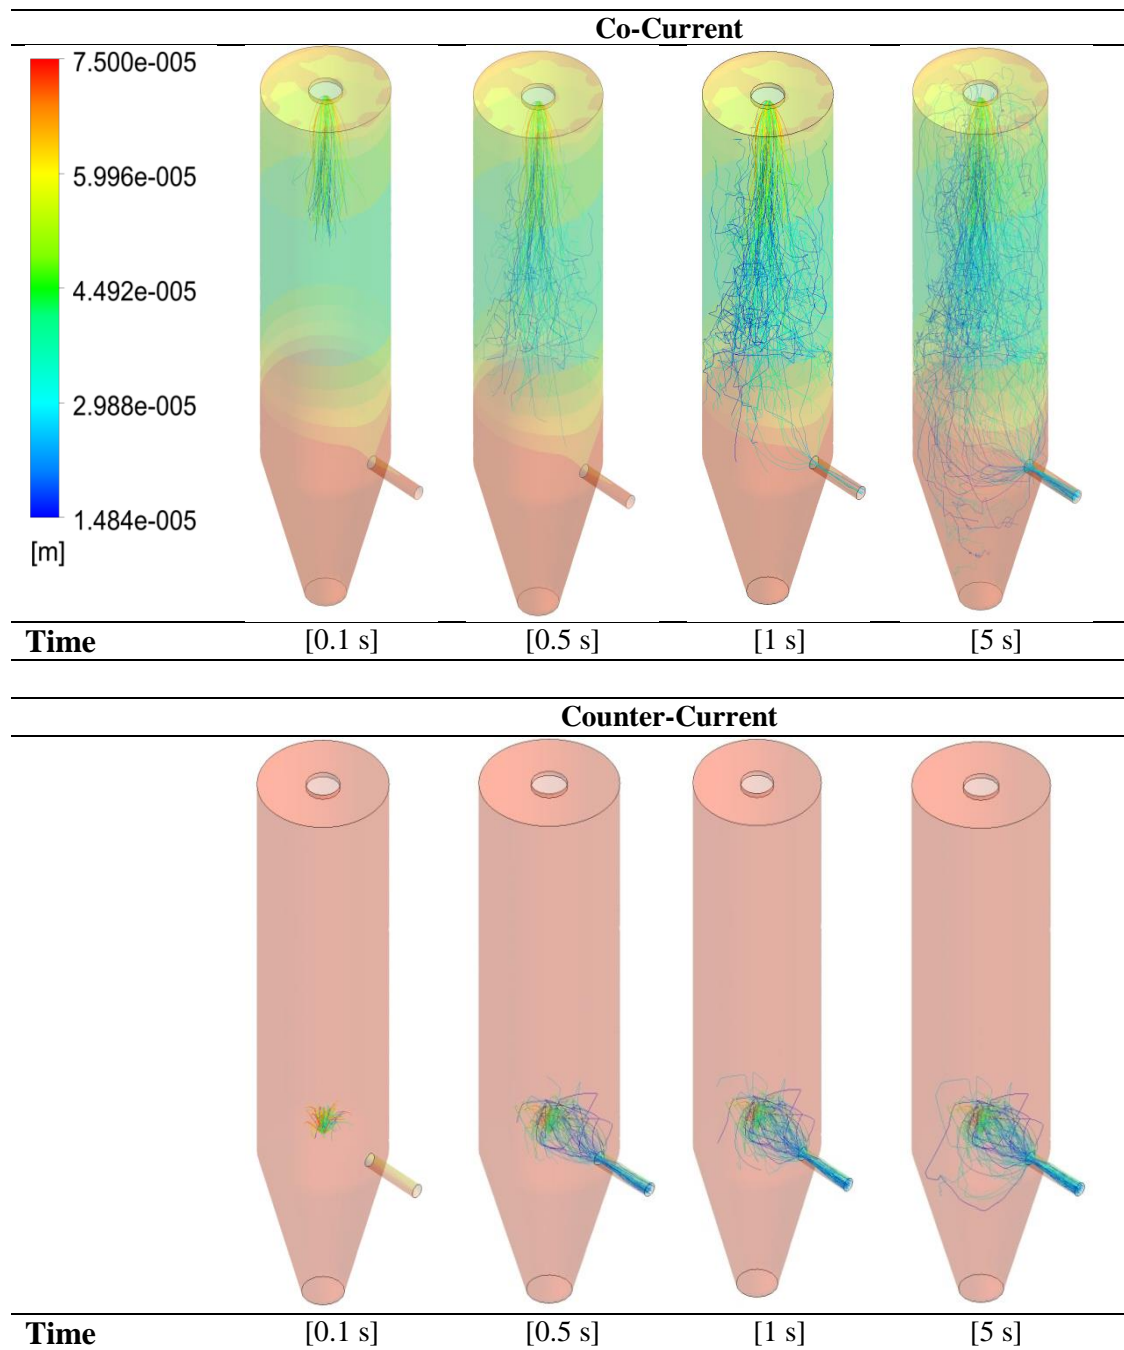 Co-Current
7.500e-005
5.996e-005
4.492e-005
2.988e-005
1.484e-005
[m]
Time [0.1 s] [0.5 s] [1 s] [5 s]
Counter-Current
Time [0.1 s] [0.5 s] [1 s] [5 s]